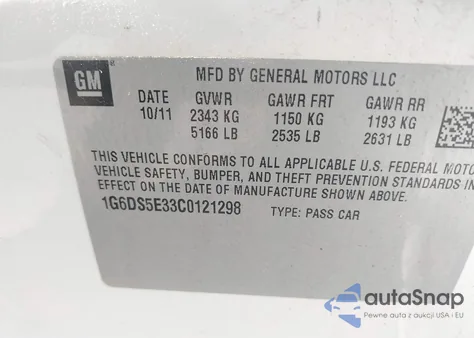 GM
MFD BY GENERAL MOTORS LLC
DATE GVWR GAWR FRT GAWR RR
10/11 2343 KG 1150 KG 1193 KG
5166 LB 2535 LB 2631 LB
THIS VEHICLE CONFORMS TO ALL APPLICABLE U.S. FEDERAL MOTO
VEHICLE SAFETY, BUMPER, AND THEFT PREVENTION STANDARDS I
EFFECT ON THE DATE OF MANUFACTURE SHOWN ABOVE.
1G6DS5E33C0121298 TYPE: PASS CAR
autoSnap
Pewne auta z aukcji USA i EU